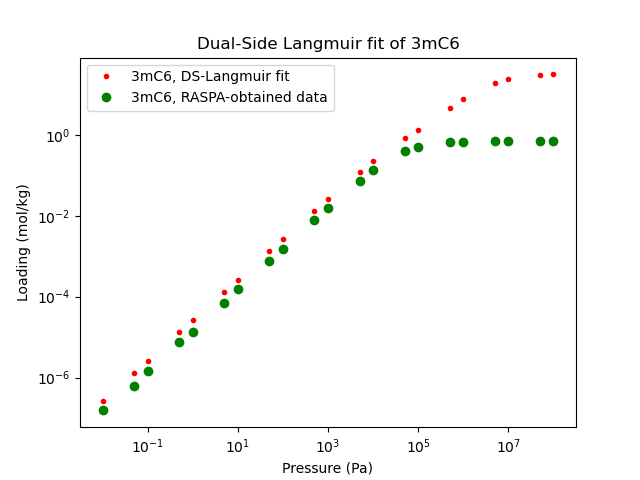 Dual-Side Langmuir fit of 3mC6
3mC6, DS-Langmuir fit
3mC6, RASPA-obtained data
Loading (mol/kg)
10⁰
10⁻²
10⁻⁴
10⁻⁶
10⁻¹ 10¹ 10³ 10⁵ 10⁷
Pressure (Pa)